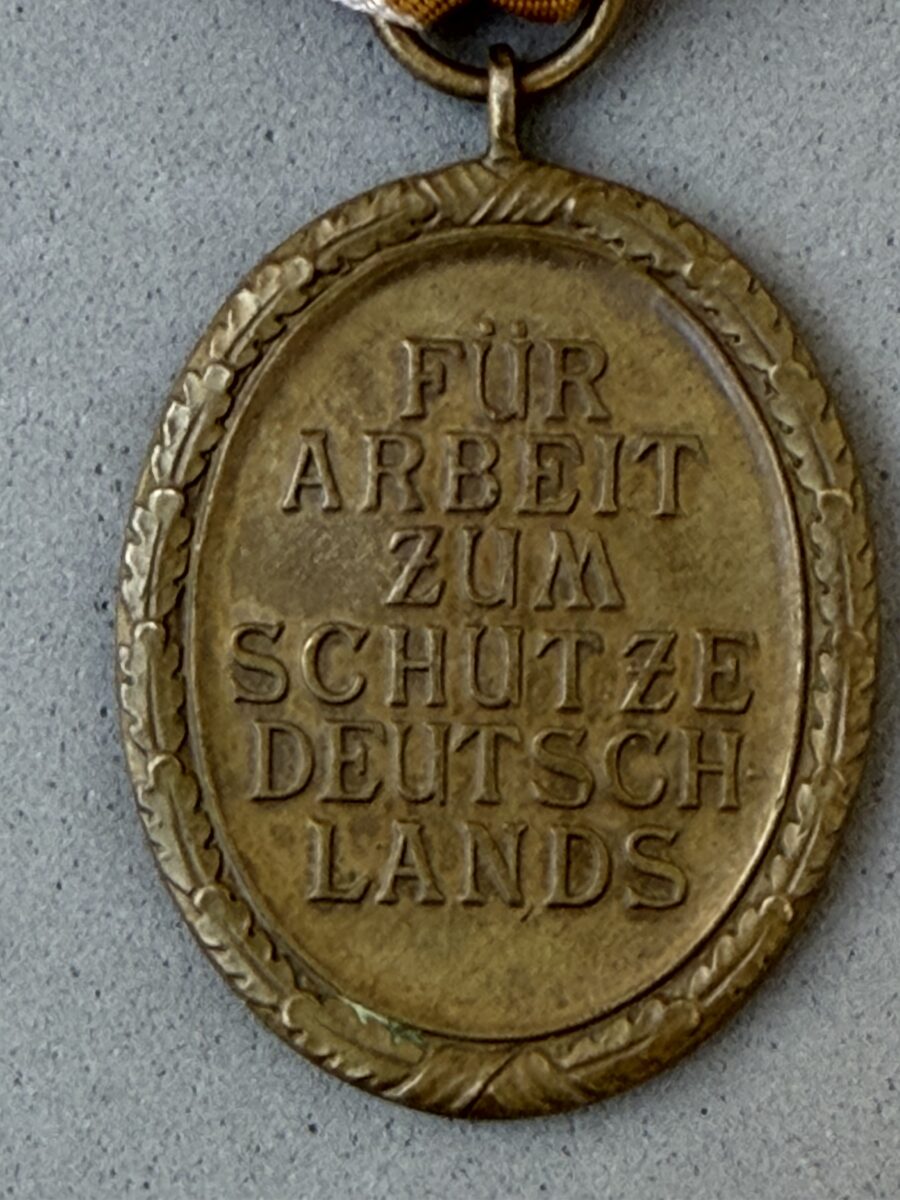 FÜR
ARBEIT
ZUM
SCHUTZE
DEUTSCH
LANDS